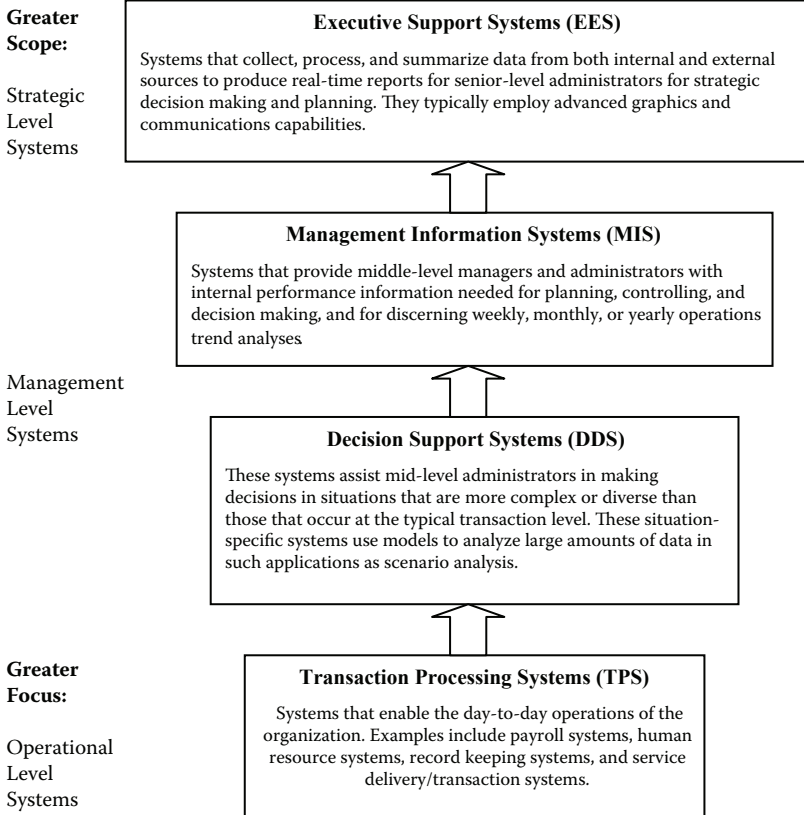 Greater
Scope:
Strategic
Level
Systems
Executive Support Systems (EES)
Systems that collect, process, and summarize data from both internal and external
sources to produce real-time reports for senior-level administrators for strategic
decision making and planning. They typically employ advanced graphics and
communications capabilities.
Management Information Systems (MIS)
Systems that provide middle-level managers and administrators with
internal performance information needed for planning, controlling, and
decision making, and for discerning weekly, monthly, or yearly operations
trend analyses.
Management
Level
Systems
Decision Support Systems (DDS)
These systems assist mid-level administrators in making
decisions in situations that are more complex or diverse than
those that occur at the typical transaction level. These situation-
specific systems use models to analyze large amounts of data in
such applications as scenario analysis.
Greater
Focus:
Operational
Level
Systems
Transaction Processing Systems (TPS)
Systems that enable the day-to-day operations of the
organization. Examples include payroll systems, human
resource systems, record keeping systems, and service
delivery/transaction systems.